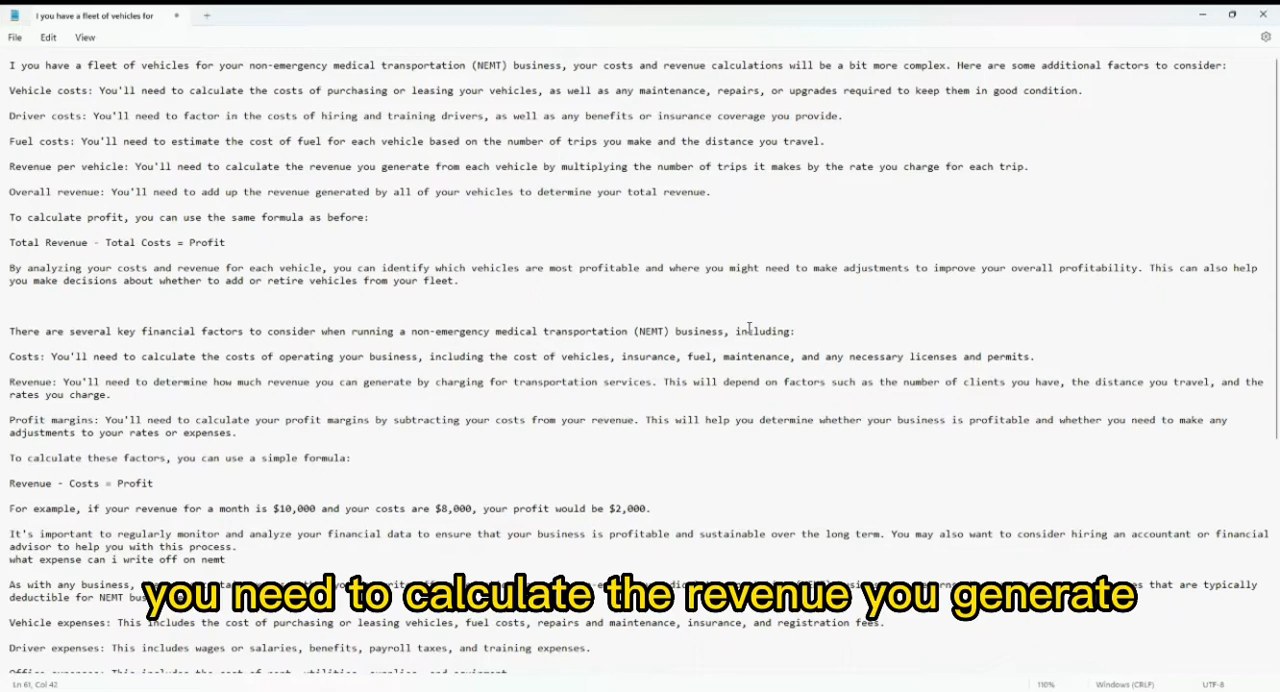 I you have a fleet of vehicles for
File Edit View
I you have a fleet of vehicles for your non-emergency medical transportation (NEMT) business, your costs and revenue calculations will be a bit more complex. Here are some additional factors to consider:
Vehicle costs: You'll need to calculate the costs of purchasing or leasing your vehicles, as well as any maintenance, repairs, or upgrades required to keep them in good condition.
Driver costs: You'll need to factor in the costs of hiring and training drivers, as well as any benefits or insurance coverage you provide.
Fuel costs: You'll need to estimate the cost of fuel for each vehicle based on the number of trips you make and the distance you travel.
Revenue per vehicle: You'll need to calculate the revenue you generate from each vehicle by multiplying the number of trips it makes by the rate you charge for each trip.
Overall revenue: You'll need to add up the revenue generated by all of your vehicles to determine your total revenue.
To calculate profit, you can use the same formula as before:
Total Revenue - Total Costs = Profit
By analyzing your costs and revenue for each vehicle, you can identify which vehicles are most profitable and where you might need to make adjustments to improve your overall profitability. This can also help
you make decisions about whether to add or retire vehicles from your fleet.
There are several key financial factors to consider when running a non-emergency medical transportation (NEMT) business, including:
Costs: You'll need to calculate the costs of operating your business, including the cost of vehicles, insurance, fuel, maintenance, and any necessary licenses and permits.
Revenue: You'll need to determine how much revenue you can generate by charging for transportation services. This will depend on factors such as the number of clients you have, the distance you travel, and the
rates you charge.
Profit margins: You'll need to calculate your profit margins by subtracting your costs from your revenue. This will help you determine whether your business is profitable and whether you need to make any
adjustments to your rates or expenses.
To calculate these factors, you can use a simple formula:
Revenue - Costs = Profit
For example, if your revenue for a month is $10,000 and your costs are $8,000, your profit would be $2,000.
It's important to regularly monitor and analyze your financial data to ensure that your business is profitable and sustainable over the long term. You may also want to consider hiring an accountant or financial
advisor to help you with this process.
what expense can i write off on nemt
As with any business, that are typically
deductible for NEMT
you need to calculate the revenue you generate
Vehicle expenses: This includes the cost of purchasing or leasing vehicles, fuel costs, repairs and maintenance, insurance, and registration fees.
Driver expenses: This includes wages or salaries, benefits, payroll taxes, and training expenses.
Ln 61, Col 42 110% Windows (CRLF) UTF-8